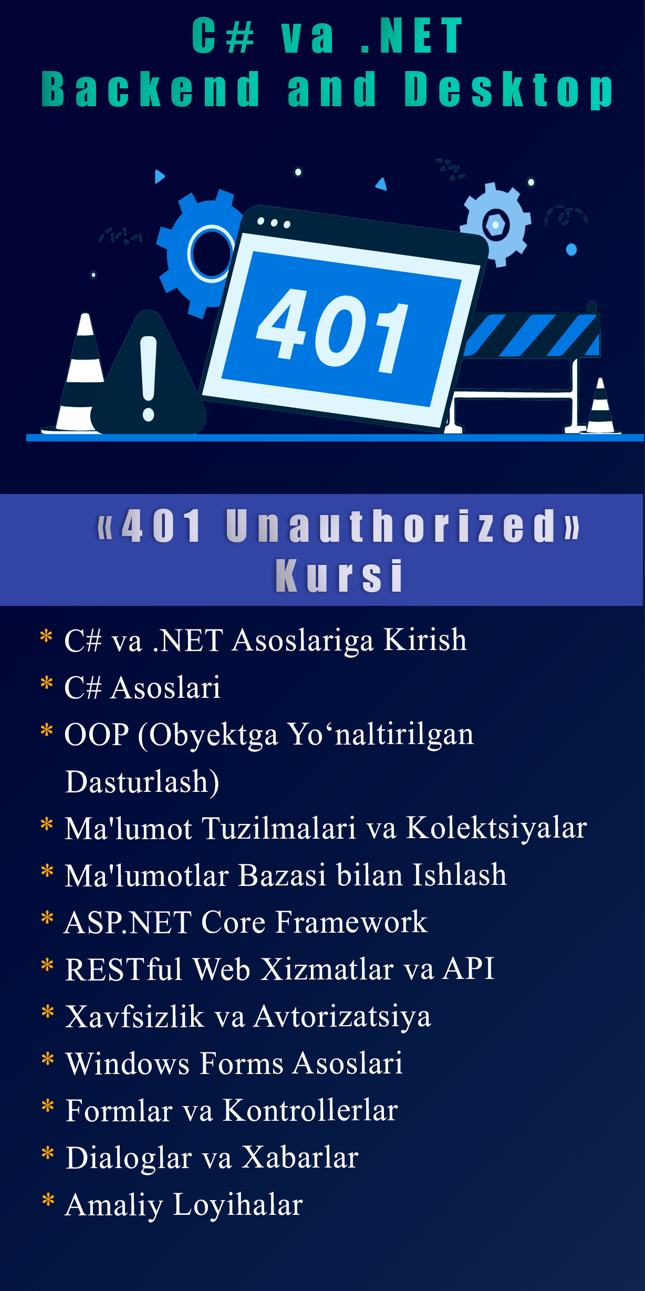 C# va .NET
Backend and Desktop
401
«401 Unauthorized»
Kursi
* C# va .NET Asoslariga Kirish
* C# Asoslari
* OOP (Obyektga Yo‘naltirilgan
Dasturlash)
* Ma'lumot Tuzilmalari va Kolektsiyalar
* Ma'lumotlar Bazasi bilan Ishlash
* ASP.NET Core Framework
* RESTful Web Xizmatlar va API
* Xavfsizlik va Avtorizatsiya
* Windows Forms Asoslari
* Formlar va Kontrollerlar
* Dialoglar va Xabarlar
* Amaliy Loyihalar